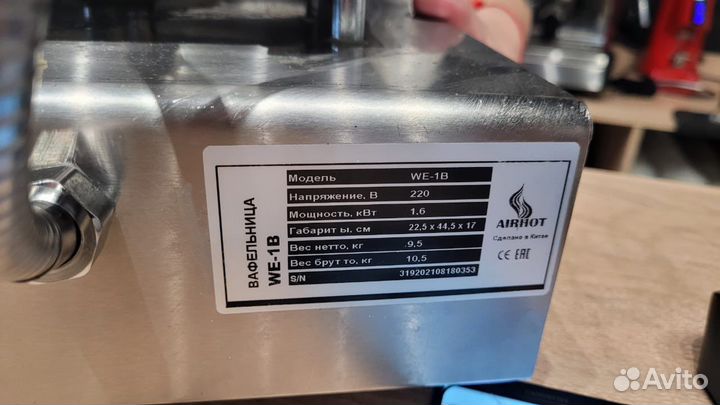 ВАФЕЛЬНИЦА
WE-1B
Модель WE-1B
Напряжение, В 220
Мощность, кВт 1,6
Габарит ы, см 22,5 x 44,5 x 17
Вес нетто, кг 9,5
Вес брут то, кг 10,5
S/N 319202108180353
AIRHOT
Сделано в Китае
CE EAC
Avito